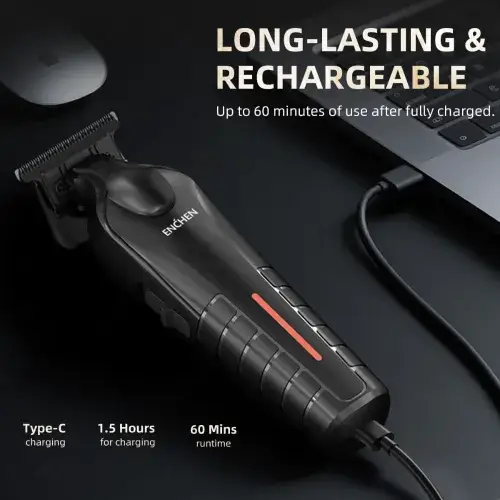 LONG-LASTING &
RECHARGEABLE
Up to 60 minutes of use after fully charged.
ENCHEN
Type-C
charging
1.5 Hours
for charging
60 Mins
runtime